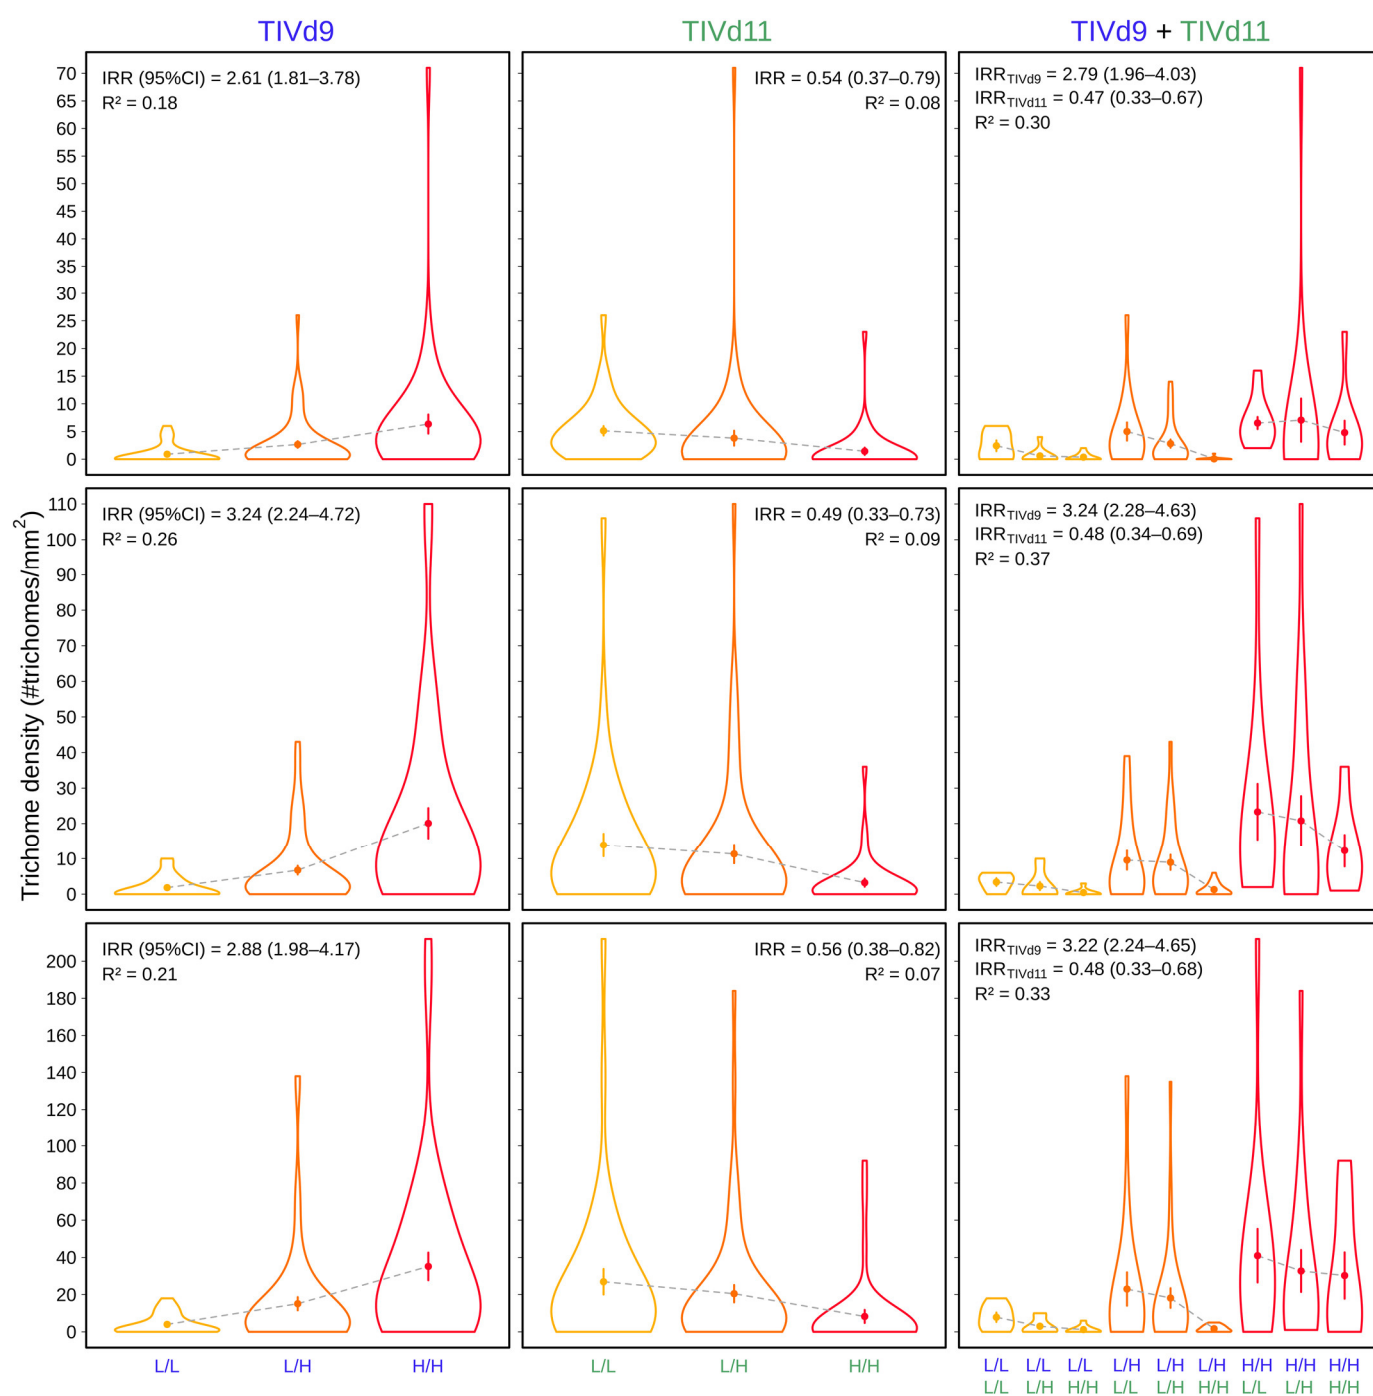 TIVd9
TIVd11
TIVd9 + TIVd11
Trichome density (#trichomes/mm²)
70
65
60
55
50
45
40
35
30
25
20
15
10
5
0
IRR (95%CI) = 2.61 (1.81–3.78)
R² = 0.18
IRR = 0.54 (0.37–0.79)
R² = 0.08
IRR_TIVd9 = 2.79 (1.96–4.03)
IRR_TIVd11 = 0.47 (0.33–0.67)
R² = 0.30
110
100
90
80
70
60
50
40
30
20
10
0
IRR (95%CI) = 3.24 (2.24–4.72)
R² = 0.26
IRR = 0.49 (0.33–0.73)
R² = 0.09
IRR_TIVd9 = 3.24 (2.28–4.63)
IRR_TIVd11 = 0.48 (0.34–0.69)
R² = 0.37
200
180
160
140
120
100
80
60
40
20
0
IRR (95%CI) = 2.88 (1.98–4.17)
R² = 0.21
IRR = 0.56 (0.38–0.82)
R² = 0.07
IRR_TIVd9 = 3.22 (2.24–4.65)
IRR_TIVd11 = 0.48 (0.33–0.68)
R² = 0.33
L/L L/H H/H
L/L L/H H/H
L/L L/L L/L L/H L/H L/H H/H H/H H/H
L/L L/H H/H L/L L/H H/H L/L L/H H/H